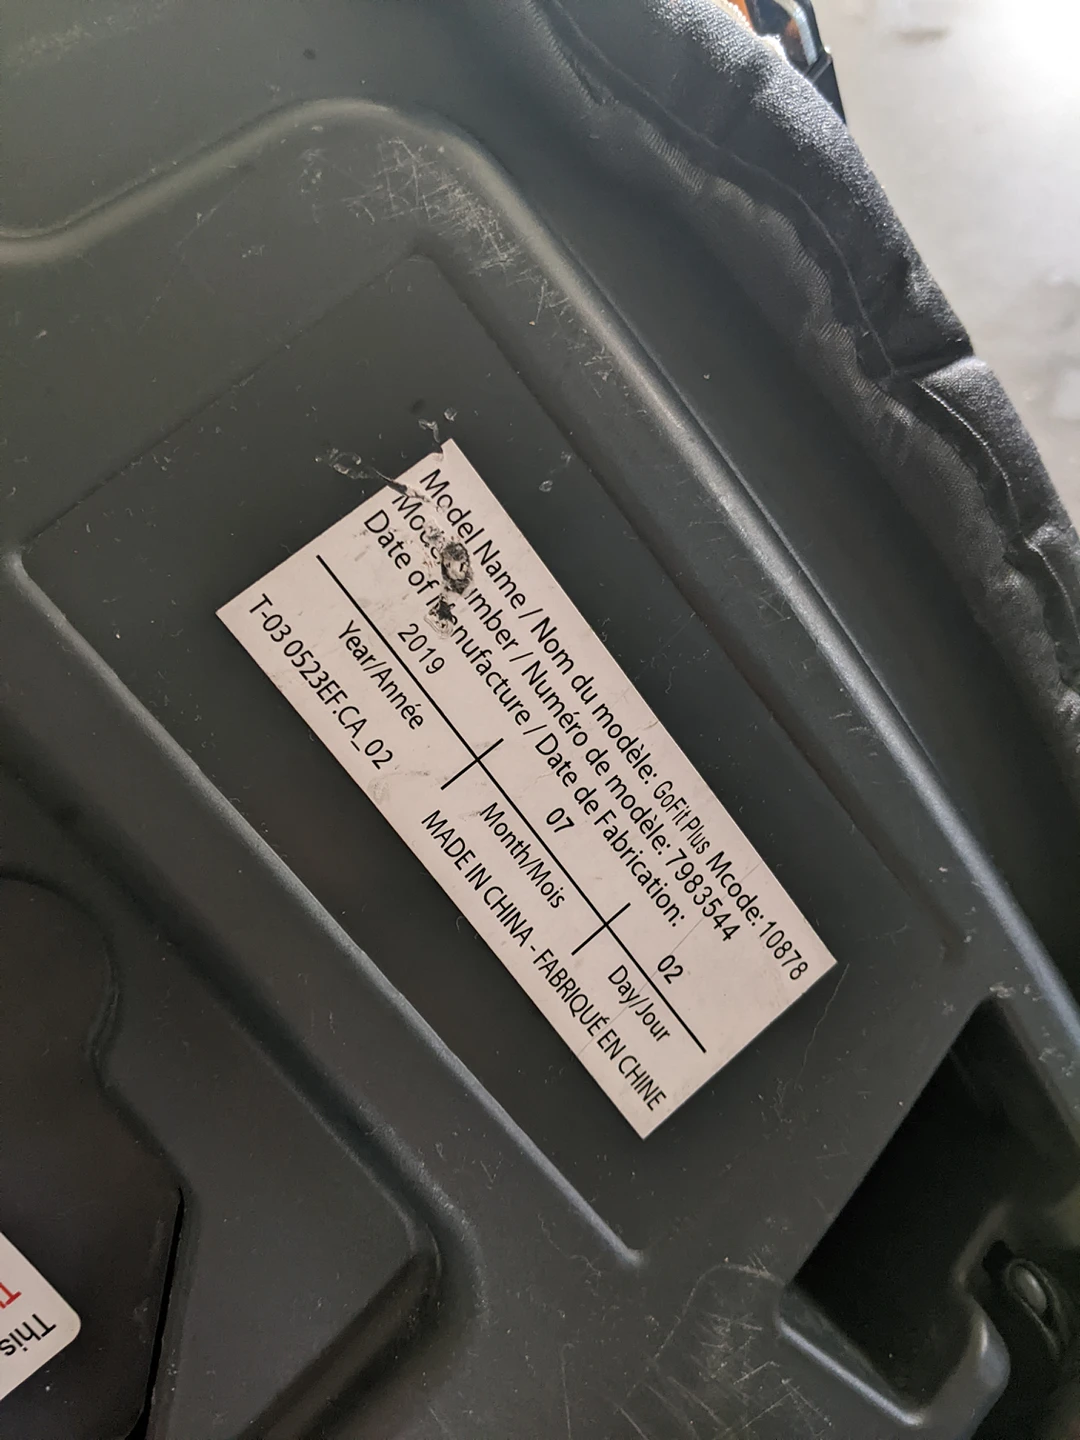 Model Name / Nom du modèle: GoFit Plus Mcode: 10878
Model Number / Numéro de modèle: 7983544
Date of Manufacture / Date de Fabrication:
2019 07 02
Year/Année Month/Mois Day/Jour
T-03 0523EF.CA_02 MADE IN CHINA - FABRIQUÉ EN CHINE
This